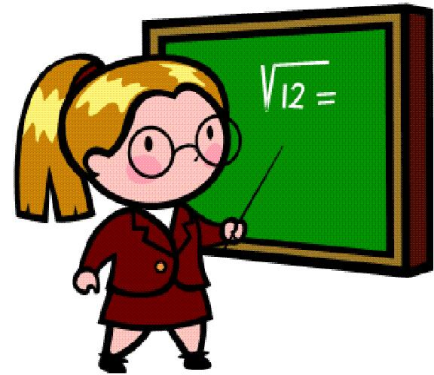 √12 =